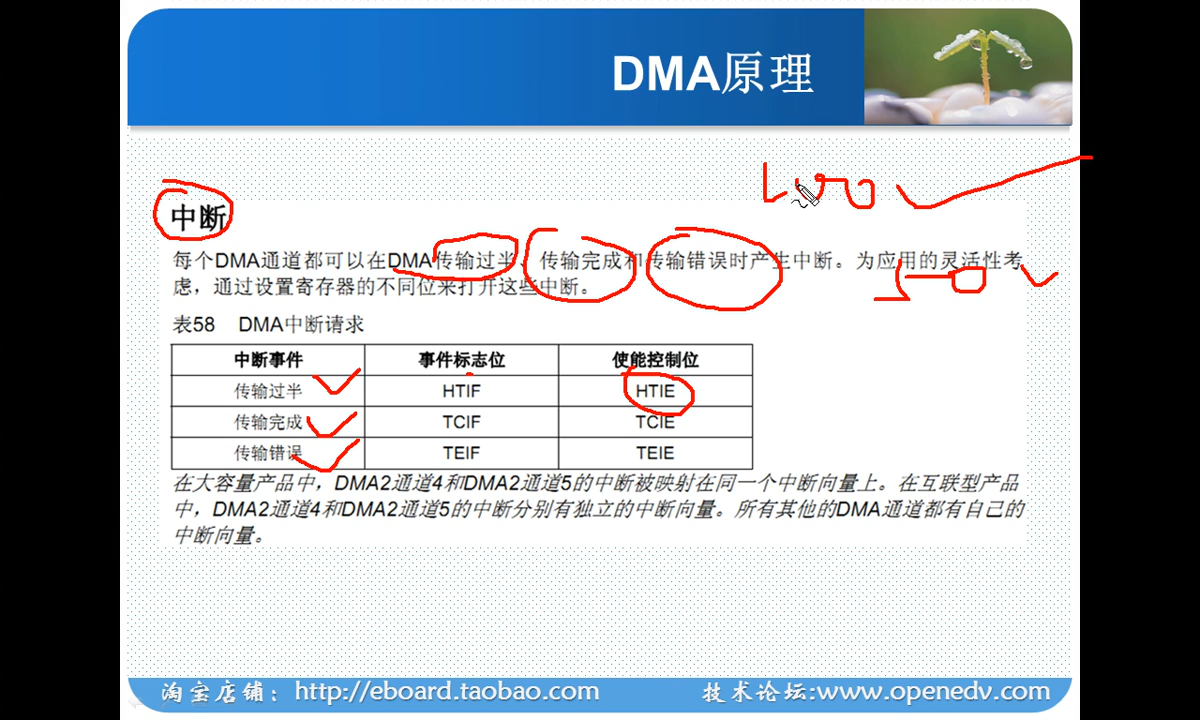 DMA原理
中断
每个DMA通道都可以在DMA传输过半、传输完成和传输错误时产生中断。为应用的灵活性考
虑，通过设置寄存器的不同位来打开这些中断。
表58 DMA中断请求
中断事件 事件标志位 使能控制位
传输过半 HTIF HTIE
传输完成 TCIF TCIE
传输错误 TEIF TEIE
在大容量产品中，DMA2通道4和DMA2通道5的中断被映射在同一个中断向量上。在互联型产品
中，DMA2通道4和DMA2通道5的中断分别有独立的中断向量。所有其他的DMA通道都有自己的
中断向量。
淘宝店铺：http://eboard.taobao.com 技术论坛:www.openedv.com